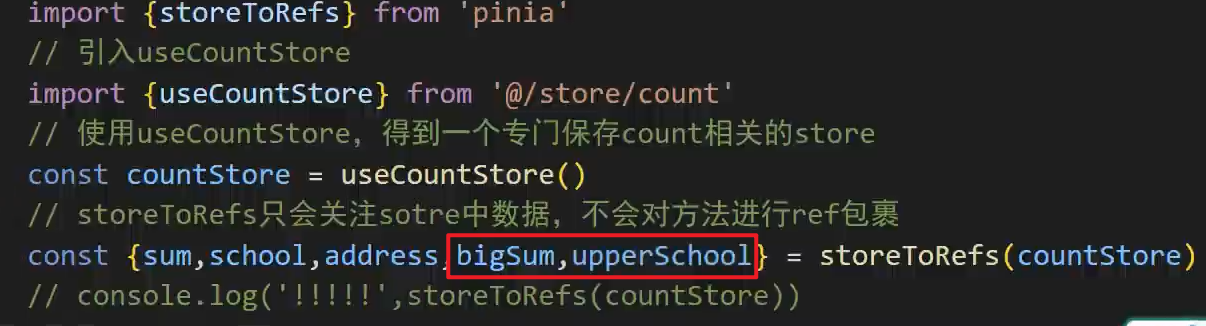 import {storeToRefs} from 'pinia'
// 引入useCountStore
import {useCountStore} from '@/store/count'
// 使用useCountStore，得到一个专门保存count相关的store
const countStore = useCountStore()
// storeToRefs只会关注sotre中数据，不会对方法进行ref包裹
const {sum,school,address,bigSum,upperSchool} = storeToRefs(countStore)
// console.log('!!!!!',storeToRefs(countStore))